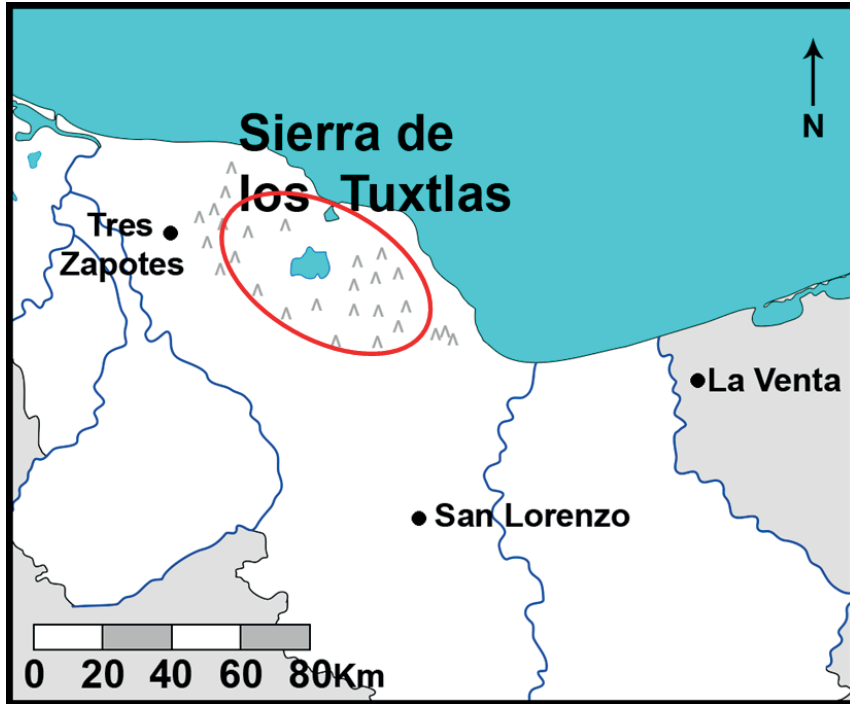 Sierra de
los Tuxtlas
N
Tres
Zapotes
La Venta
San Lorenzo
0 20 40 60 80Km